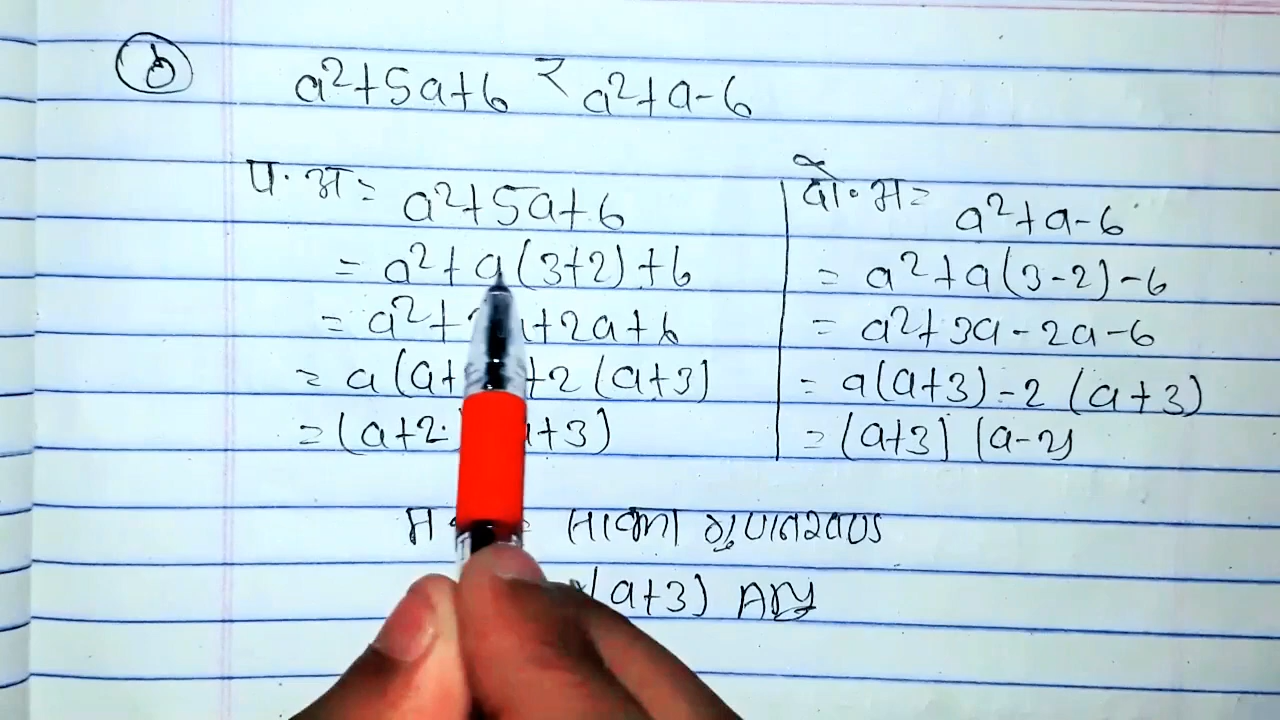 b
a²+5a+6 र a²+a-6
प.अ= a²+5a+6
= a²+a(3+2)+6
= a²+ +2a+6
= a(a+ +2(a+3)
=(a+2 +3)
दो.अ= a²+a-6
= a²+a(3-2)-6
= a²+3a-2a-6
= a(a+3)-2(a+3)
= (a+3) (a-2)
म गुणनखण्ड
(a+3) Ans